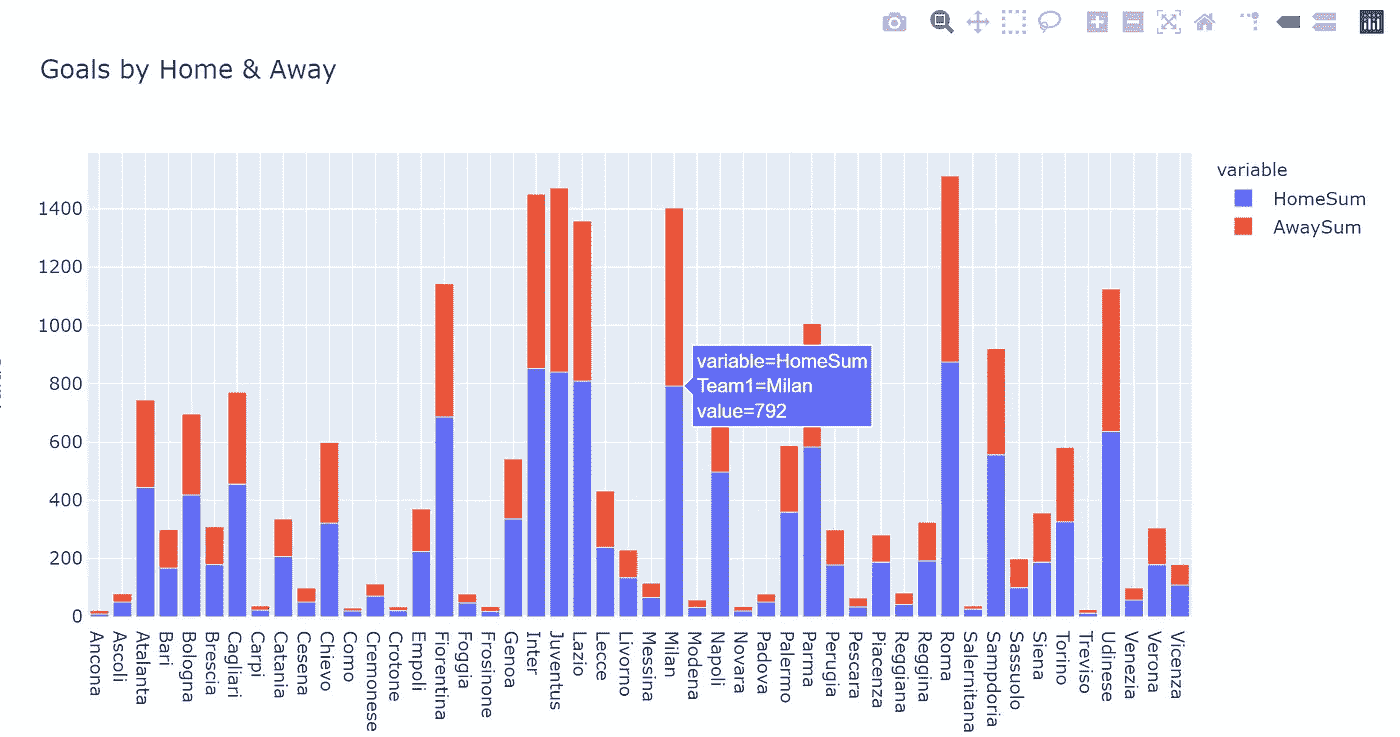 Goals by Home & Away
variable
HomeSum
AwaySum
1400
1200
1000
800
600
400
200
0
variable=HomeSum
Team1=Milan
value=792
Ancona
Ascoli
Atalanta
Bari
Bologna
Brescia
Cagliari
Carpi
Catania
Cesena
Chievo
Como
Cremonese
Crotone
Empoli
Fiorentina
Foggia
Frosinone
Genoa
Inter
Juventus
Lazio
Lecce
Livorno
Messina
Milan
Modena
Napoli
Novara
Padova
Palermo
Parma
Perugia
Pescara
Piacenza
Reggiana
Reggina
Roma
Salernitana
Sampdoria
Sassuolo
Siena
Torino
Treviso
Udinese
Venezia
Verona
Vicenza